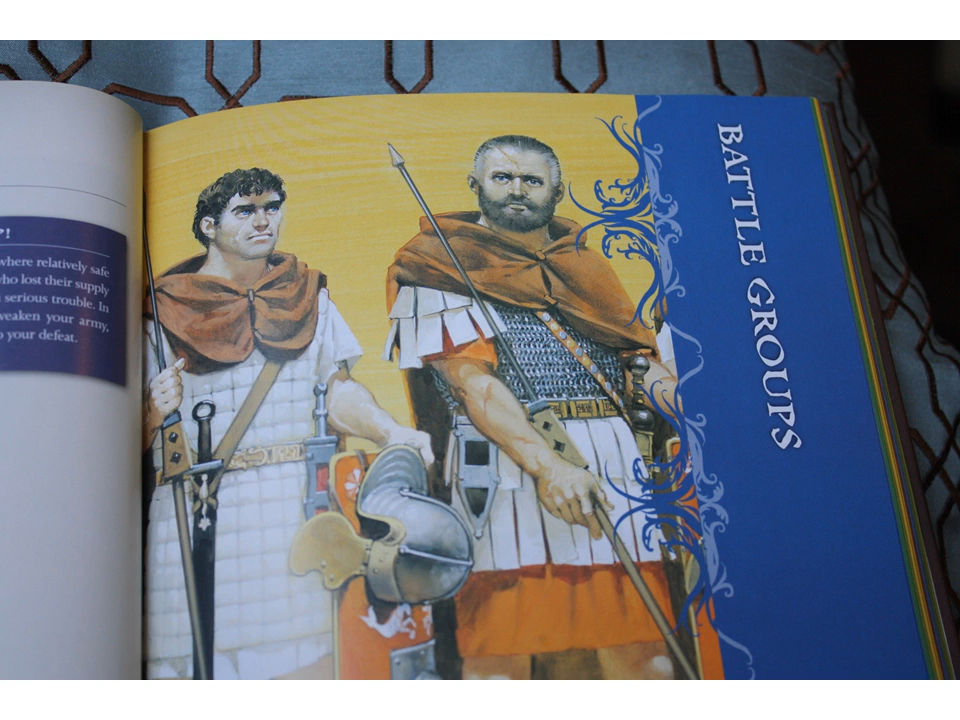 !
where relatively safe
who lost their supply
serious trouble. In
weaken your army,
your defeat.
BATTLE GROUPS